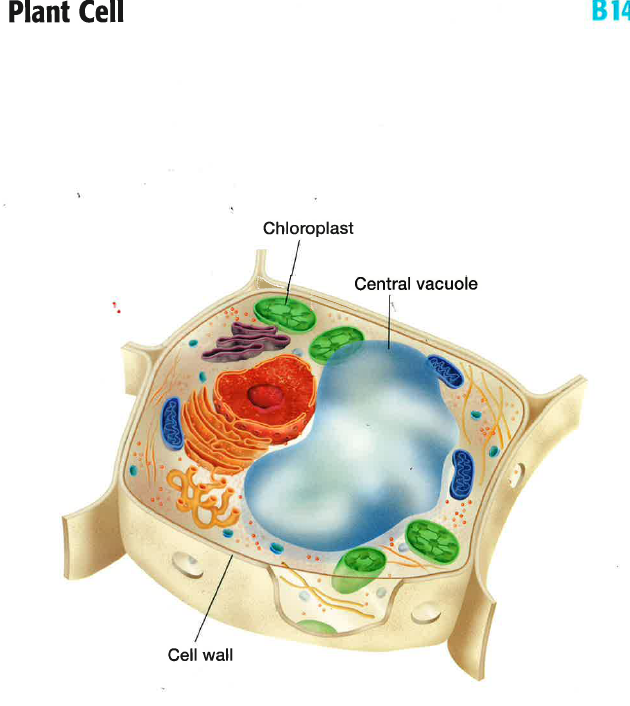 Plant Cell
B14
Chloroplast
Central vacuole
Cell wall